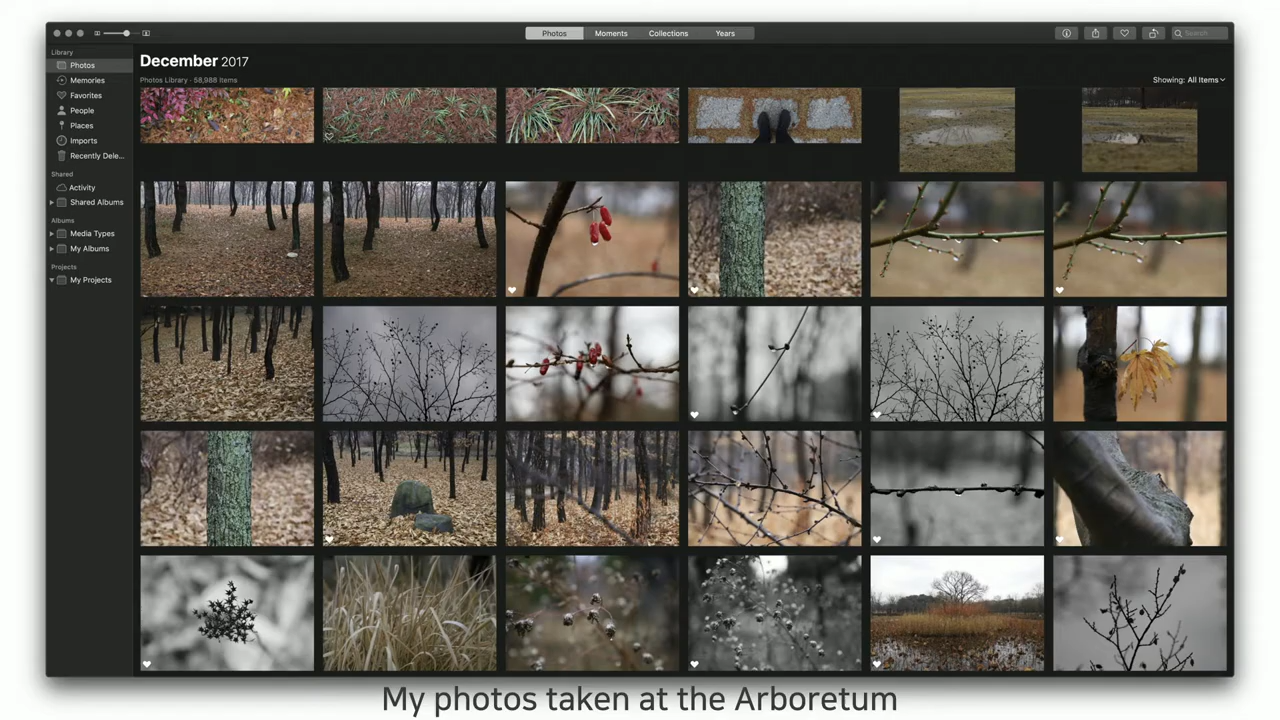 Photos
Moments
Collections
Years
Search
Library
Photos
Memories
Favorites
People
Places
Imports
Recently Dele...
Shared
Activity
Shared Albums
Albums
Media Types
My Albums
Projects
My Projects
December 2017
Photos Library · 58,988 Items
Showing: All Items
My photos taken at the Arboretum